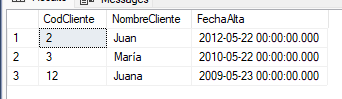 Messages
CodCliente NombreCliente FechaAlta
1 2 Juan 2012-05-22 00:00:00.000
2 3 María 2010-05-22 00:00:00.000
3 12 Juana 2009-05-23 00:00:00.000